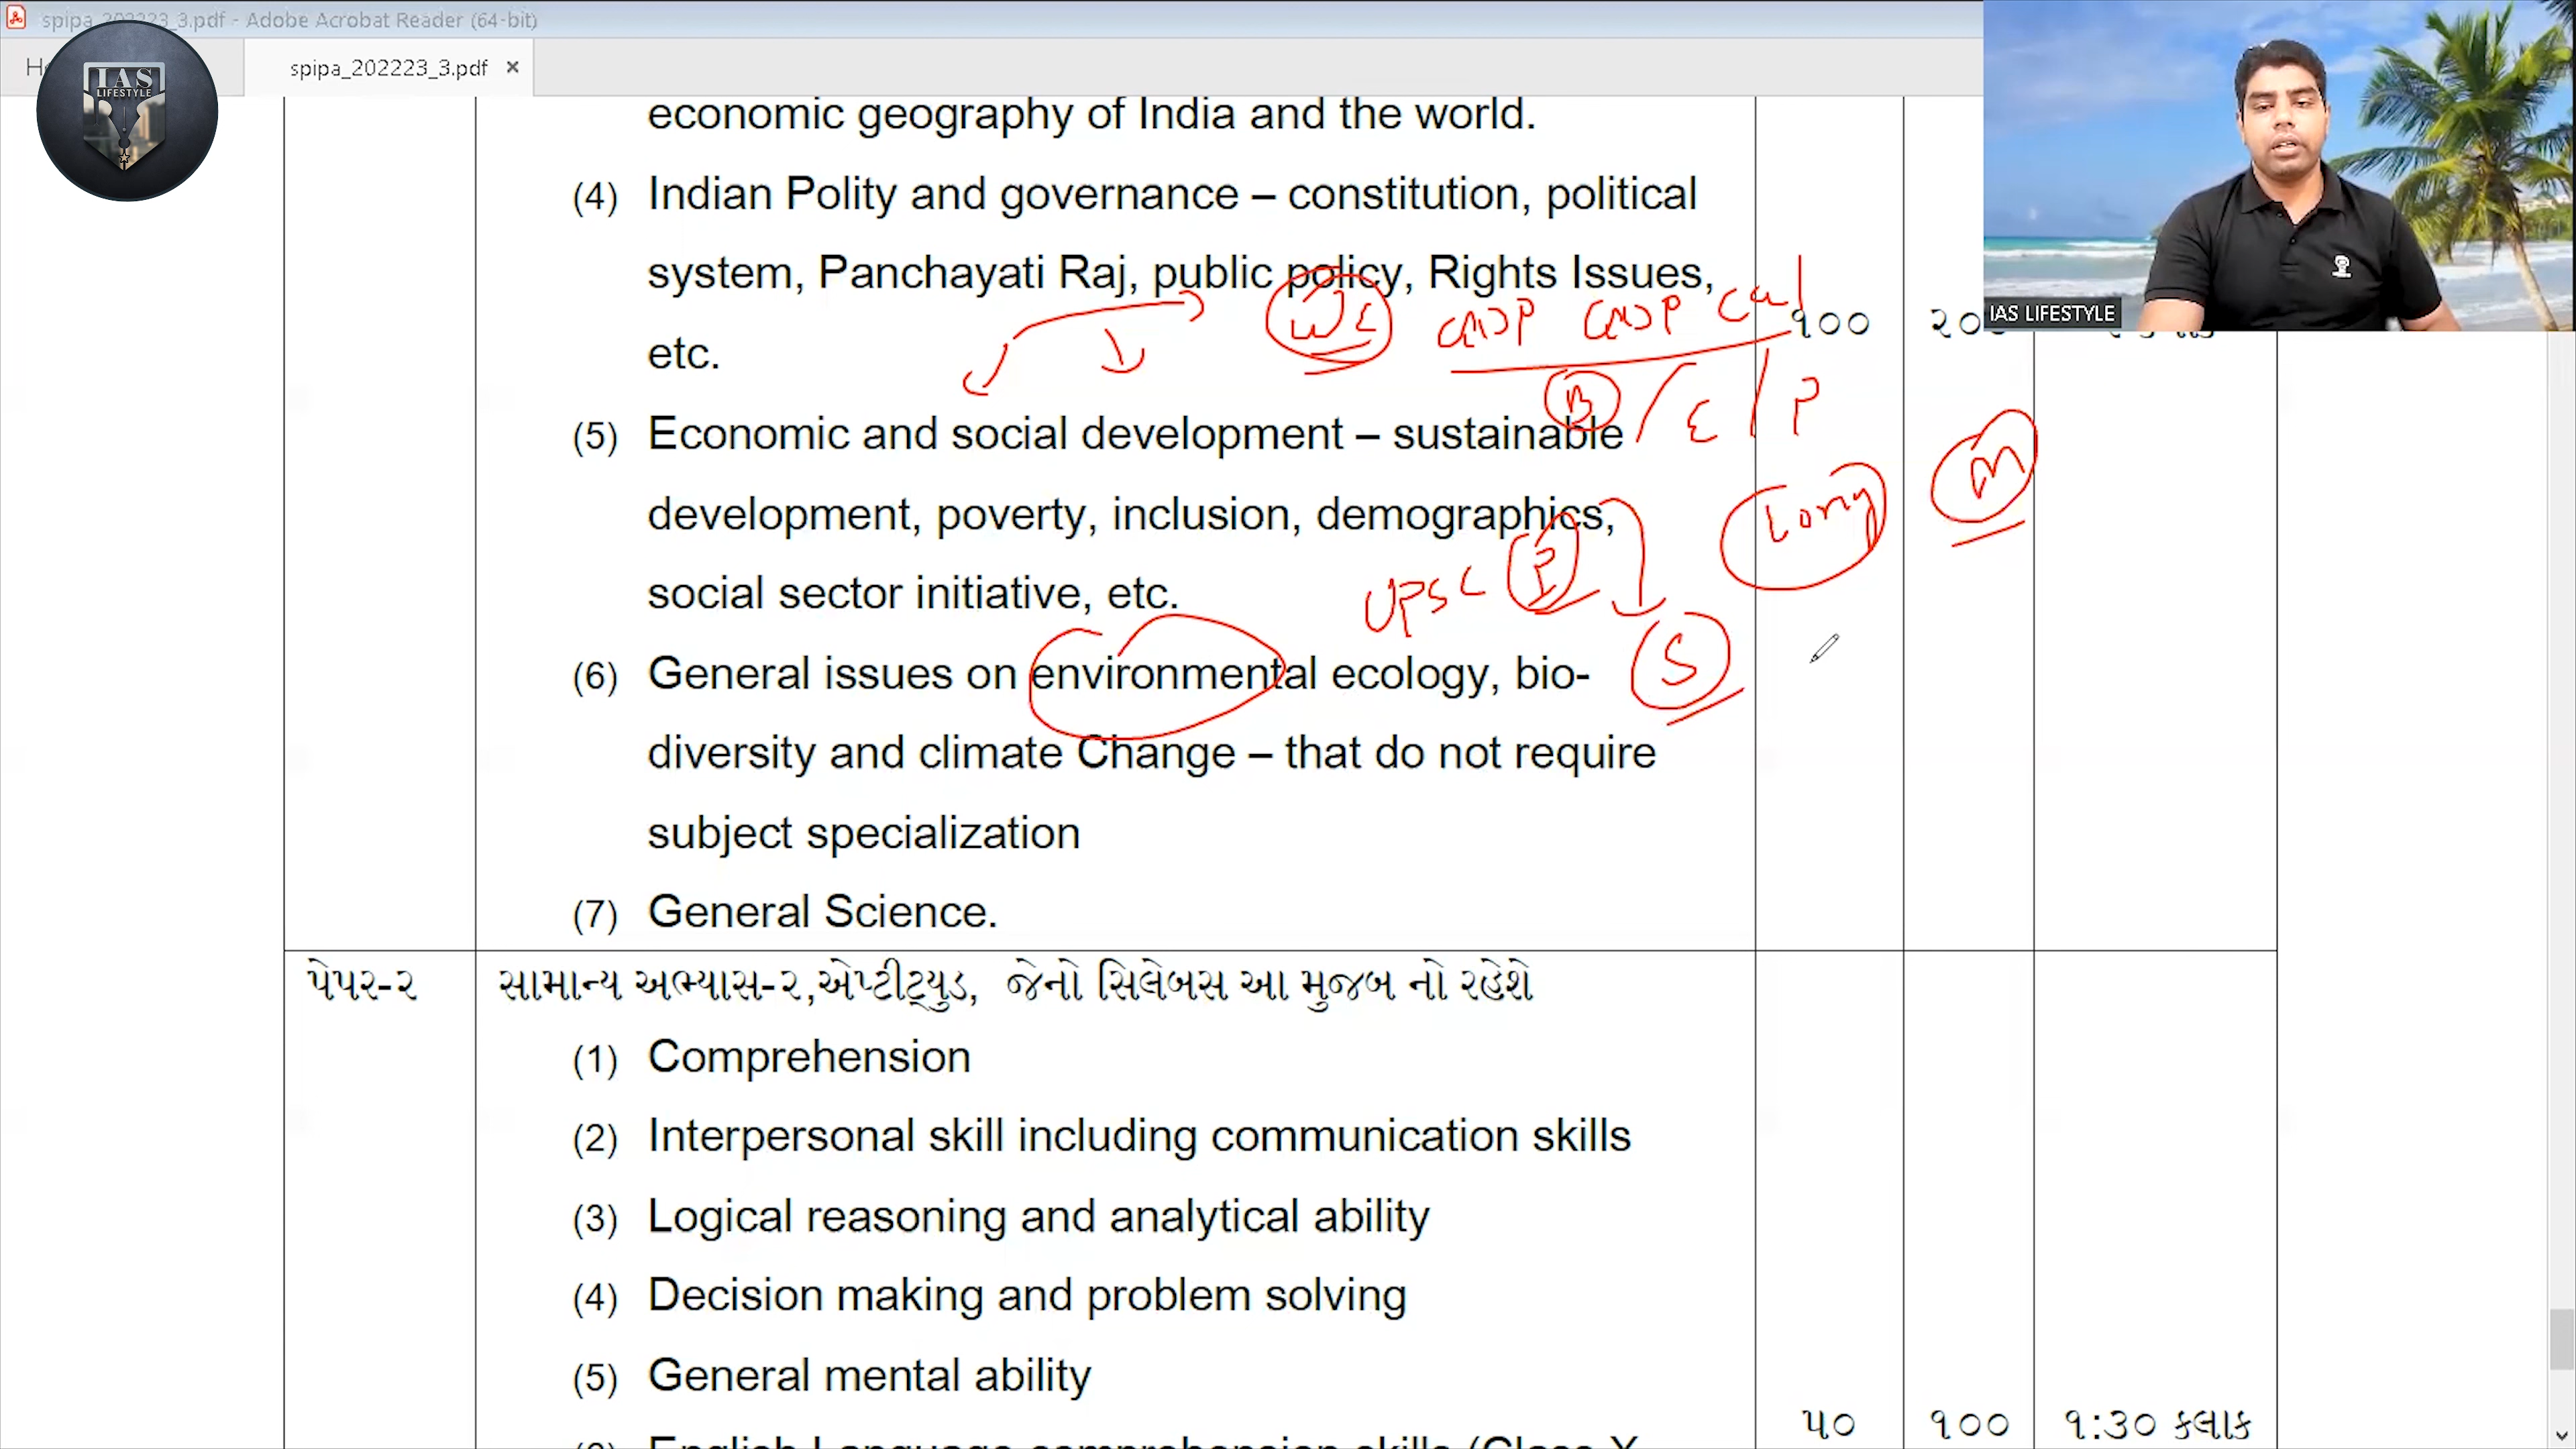 spipa_202223_3.pdf - Adobe Acrobat Reader (64-bit)
spipa_202223_3.pdf ×
IAS
LIFESTYLE
IAS LIFESTYLE
economic geography of India and the world.
(4) Indian Polity and governance – constitution, political
system, Panchayati Raj, public policy, Rights Issues,
etc.
૧૦૦
(5) Economic and social development – sustainable
development, poverty, inclusion, demographics,
social sector initiative, etc.
(6) General issues on environmental ecology, bio-
diversity and climate Change – that do not require
subject specialization
(7) General Science.
B / E / P
Long
M
UPSC P
S
પેપર-૨ સામાન્ય અભ્યાસ-૨,એપ્ટીટ્યુડ, જેનો સિલેબસ આ મુજબ નો રહેશે
(1) Comprehension
(2) Interpersonal skill including communication skills
(3) Logical reasoning and analytical ability
(4) Decision making and problem solving
(5) General mental ability
૫૦ ૧૦૦ ૧:૩૦ કલાક
English Language comprehension skills (Class X